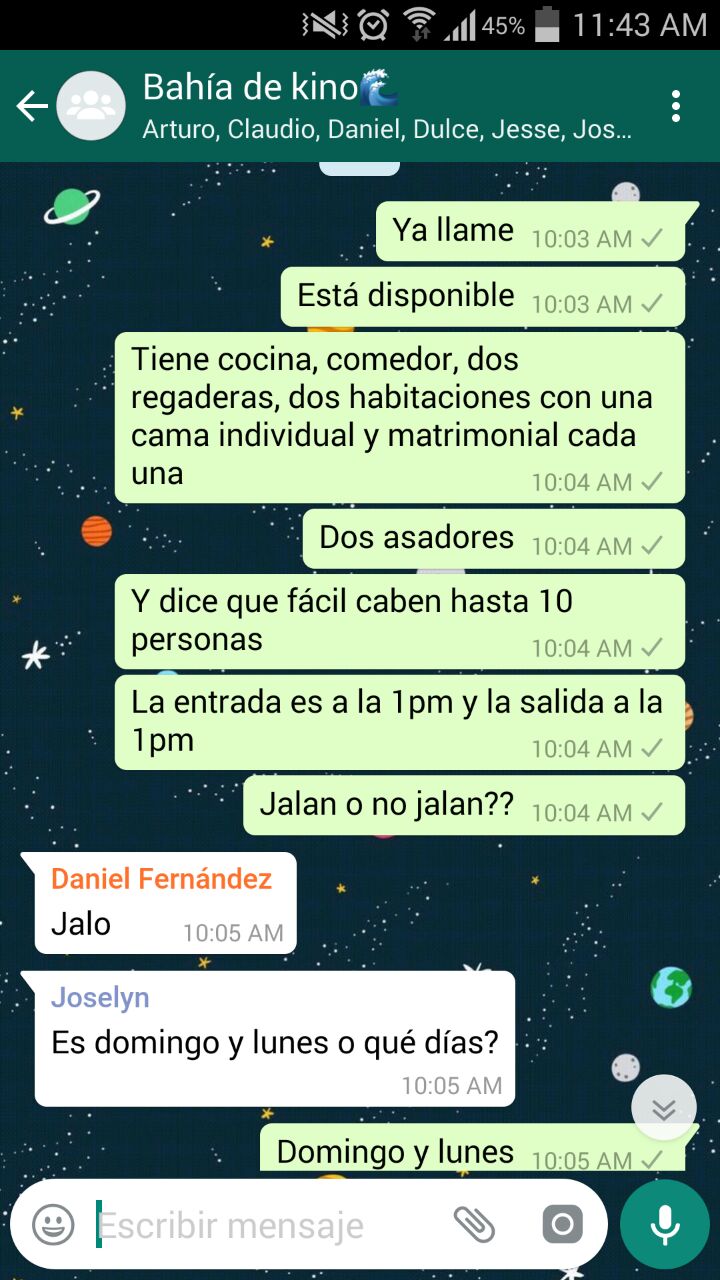 45% 11:43 AM
Bahía de kino🌊
Arturo, Claudio, Daniel, Dulce, Jesse, Jos...
Ya llame 10:03 AM
Está disponible 10:03 AM
Tiene cocina, comedor, dos
regaderas, dos habitaciones con una
cama individual y matrimonial cada
una 10:04 AM
Dos asadores 10:04 AM
Y dice que fácil caben hasta 10
personas 10:04 AM
La entrada es a la 1pm y la salida a la
1pm 10:04 AM
Jalan o no jalan?? 10:04 AM
Daniel Fernández
Jalo 10:05 AM
Joselyn
Es domingo y lunes o qué días?
10:05 AM
Domingo y lunes 10:05 AM
Escribir mensaje